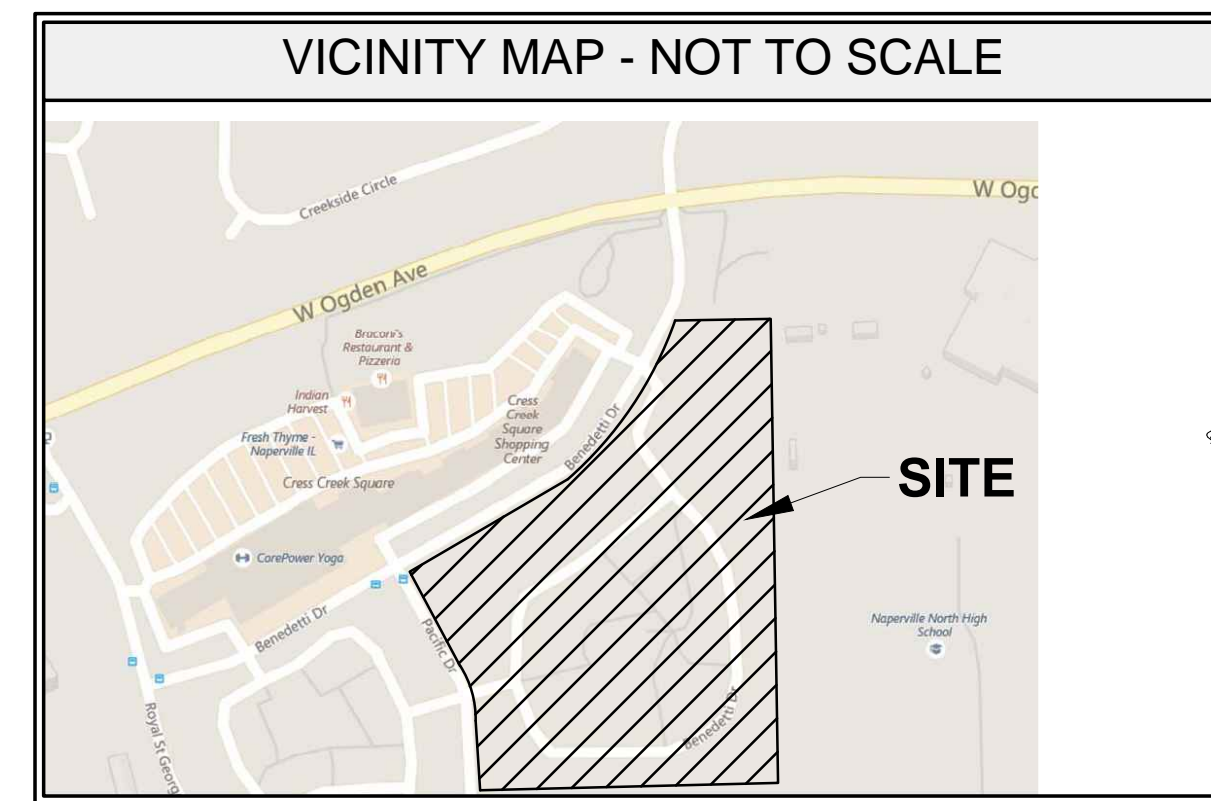 VICINITY MAP - NOT TO SCALE
Creekside Circle
W Ogd
W Ogden Ave
Bracont's
Restaurant &
Pizzeria
Indian
Harvest
Fresh Thyme -
Naperville IL
Cress
Creek
Square
Shopping
Center
Benedetti Dr
Cress Creek Square
SITE
CorePower Yoga
Benedetti Dr
Pacific Dr
Naperville North High
School
Royal St Georg
Benedetti Dr